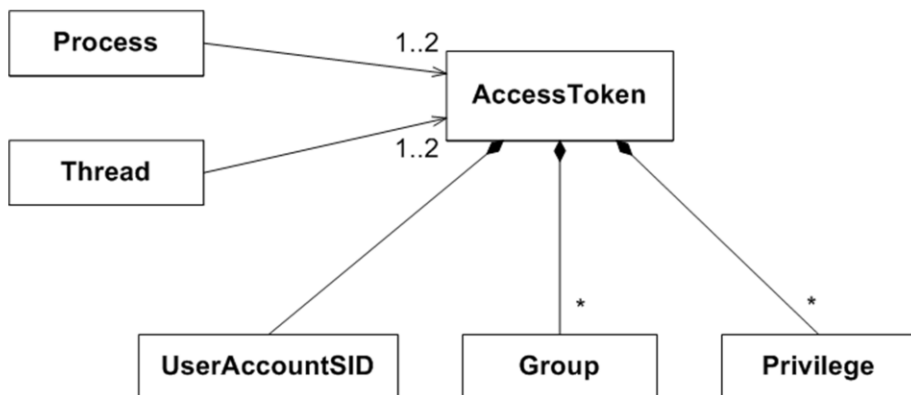 Process
1..2
AccessToken
Thread
1..2
*
*
UserAccountSID
Group
Privilege